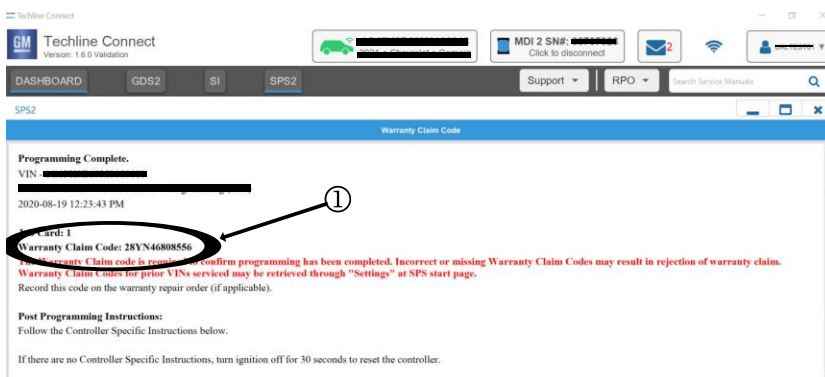 Techline Connect
GM Techline Connect
Version: 1.6.0 Validation
MDI 2 SN#:
Click to disconnect
2
DASHBOARD GDS2 SI SPS2 Support RPO Search Service Manuals
SPS2
Warranty Claim Code
Programming Complete.
VIN -
2020-08-19 12:23:43 PM
①
Card: 1
Warranty Claim Code: 28YN46808556
Warranty Claim code is required to confirm programming has been completed. Incorrect or missing Warranty Claim Codes may result in rejection of warranty claim.
Warranty Claim Codes for prior VINs serviced may be retrieved through "Settings" at SPS start page.
Record this code on the warranty repair order (if applicable).
Post Programming Instructions:
Follow the Controller Specific Instructions below.
If there are no Controller Specific Instructions, turn ignition off for 30 seconds to reset the controller.